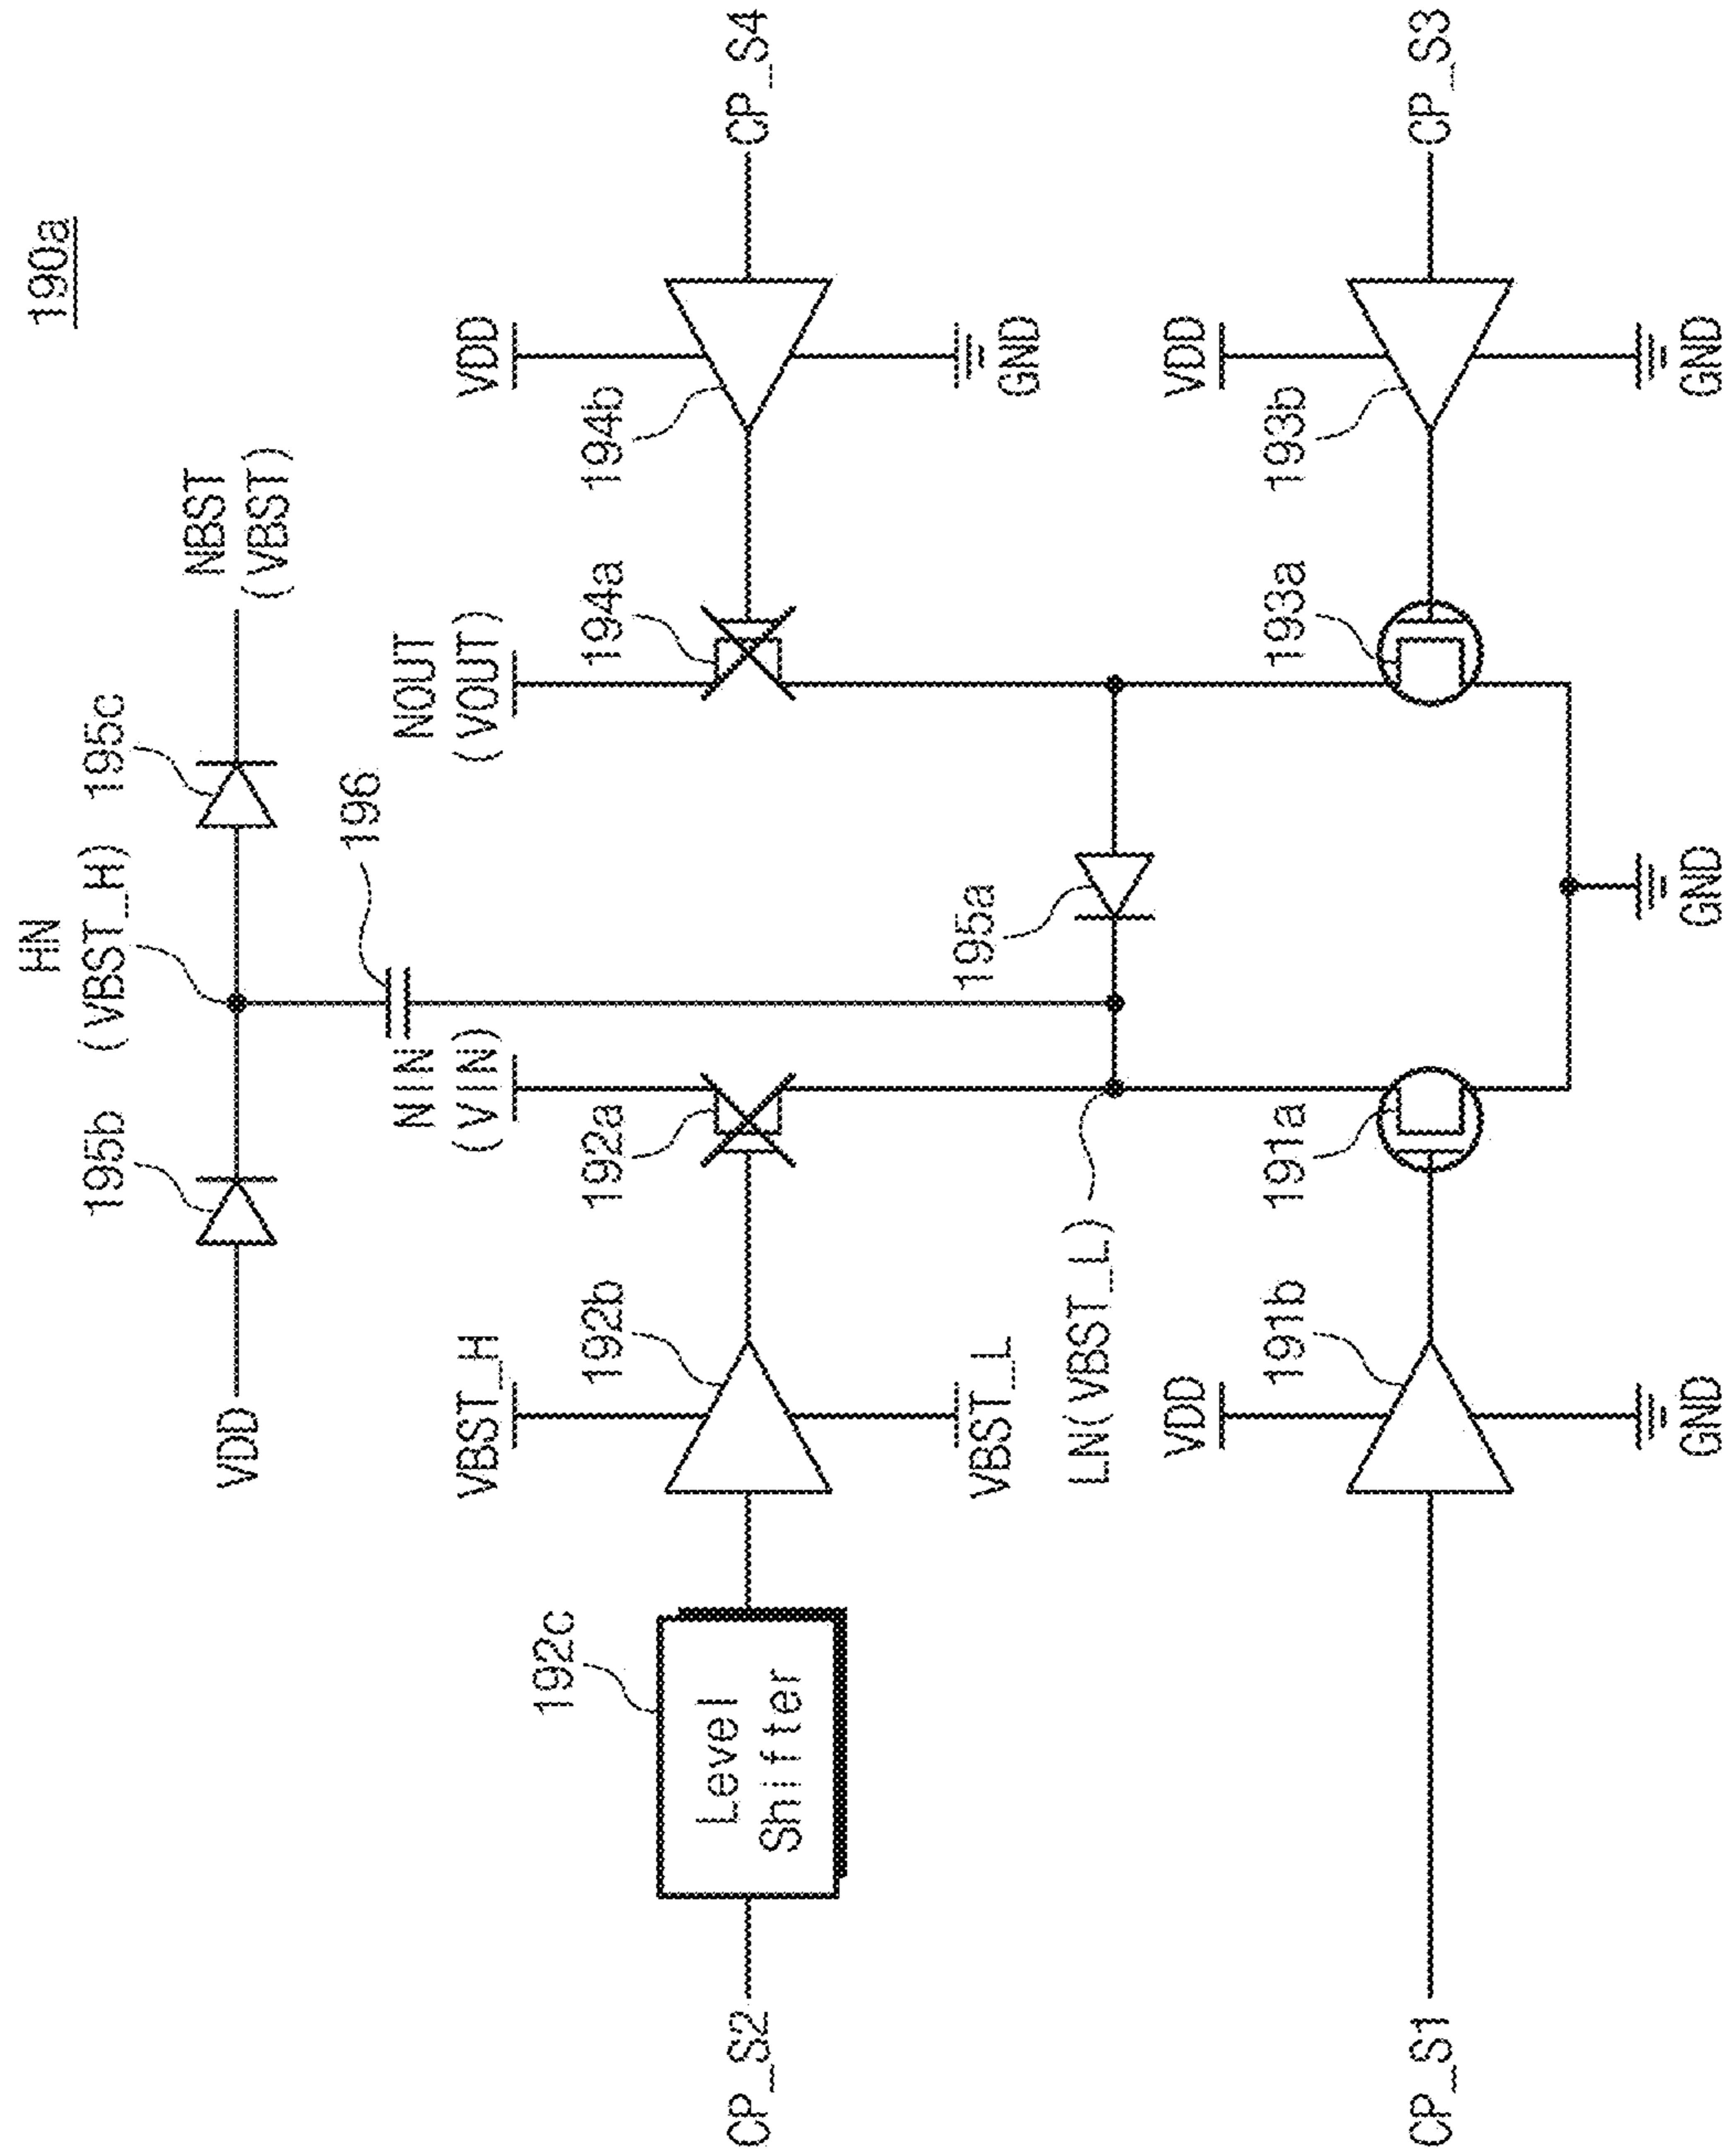 190a
HN
(VBST_H)
195b
195c
NBST
(VBST)
VDD
196
NIN
(VIN)
NOUT
(VOUT)
VBST_H
VDD
192c
192b
192a
194a
194b
CP_S2
Level
Shifter
CP_S4
VBST_L
GND
LN(VBST_L)
195a
VDD
VDD
191b
191a
193a
193b
CP_S1
CP_S3
GND
GND
GND